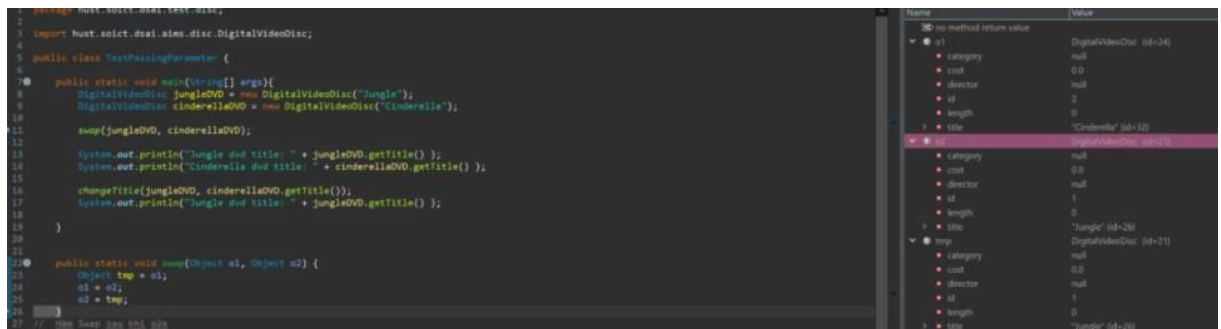 package hust.soict.dsai.test.disc;
import hust.soict.dsai.aims.disc.DigitalVideoDisc;
public class TestPassingParameter {
public static void main(String[] args){
DigitalVideoDisc jungleDVD = new DigitalVideoDisc("Jungle");
DigitalVideoDisc cinderellaDVD = new DigitalVideoDisc("Cinderella");
swap(jungleDVD, cinderellaDVD);
System.out.println("Jungle dvd title: " + jungleDVD.getTitle() );
System.out.println("Cinderella dvd title: " + cinderellaDVD.getTitle() );
changeTitle(jungleDVD, cinderellaDVD.getTitle());
System.out.println("Jungle dvd title: " + jungleDVD.getTitle() );
}
public static void swap(Object o1, Object o2) {
Object tmp = o1;
o1 = o2;
o2 = tmp;
}
// Hàm Swap sau khi sửa
Name Value
no method return value
o1 DigitalVideoDisc (id=24)
category null
cost 0.0
director null
id 2
length 0
title "Cinderella" (id=32)
o2 DigitalVideoDisc (id=21)
category null
cost 0.0
director null
id 1
length 0
title "Jungle" (id=26)
tmp DigitalVideoDisc (id=21)
category null
cost 0.0
director null
id 1
length 0
title "Jungle" (id=26)